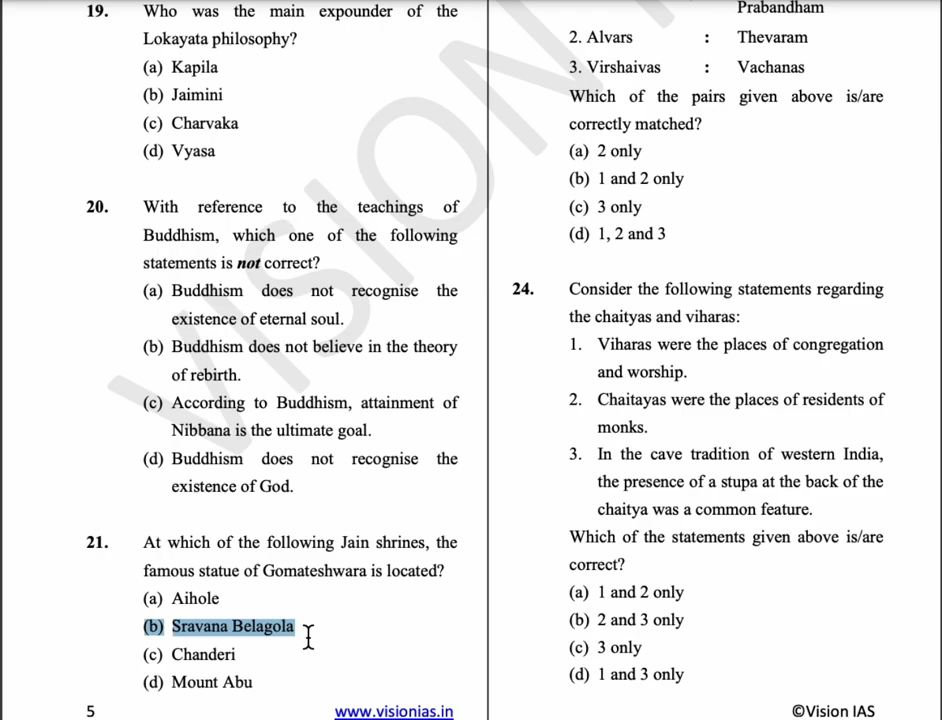 19. Who was the main expounder of the
Lokayata philosophy?
(a) Kapila
(b) Jaimini
(c) Charvaka
(d) Vyasa
20. With reference to the teachings of
Buddhism, which one of the following
statements is not correct?
(a) Buddhism does not recognise the
existence of eternal soul.
(b) Buddhism does not believe in the theory
of rebirth.
(c) According to Buddhism, attainment of
Nibbana is the ultimate goal.
(d) Buddhism does not recognise the
existence of God.
21. At which of the following Jain shrines, the
famous statue of Gomateshwara is located?
(a) Aihole
(b) Sravana Belagola
(c) Chanderi
(d) Mount Abu
Prabandham
2. Alvars : Thevaram
3. Virshaivas : Vachanas
Which of the pairs given above is/are
correctly matched?
(a) 2 only
(b) 1 and 2 only
(c) 3 only
(d) 1, 2 and 3
24. Consider the following statements regarding
the chaityas and viharas:
1. Viharas were the places of congregation
and worship.
2. Chaitayas were the places of residents of
monks.
3. In the cave tradition of western India,
the presence of a stupa at the back of the
chaitya was a common feature.
Which of the statements given above is/are
correct?
(a) 1 and 2 only
(b) 2 and 3 only
(c) 3 only
(d) 1 and 3 only
5 www.visionias.in ©Vision IAS
VISION